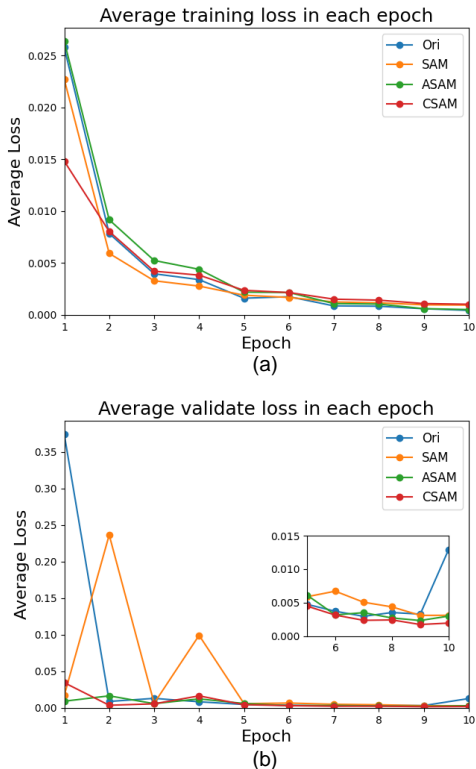 Average training loss in each epoch
Average Loss
0.025
0.020
0.015
0.010
0.005
0.000
Ori
SAM
ASAM
CSAM
1 2 3 4 5 6 7 8 9 10
Epoch
(a)
Average validate loss in each epoch
Average Loss
0.35
0.30
0.25
0.20
0.15
0.10
0.05
0.00
Ori
SAM
ASAM
CSAM
0.015
0.010
0.005
0.000
6 8 10
1 2 3 4 5 6 7 8 9 10
Epoch
(b)